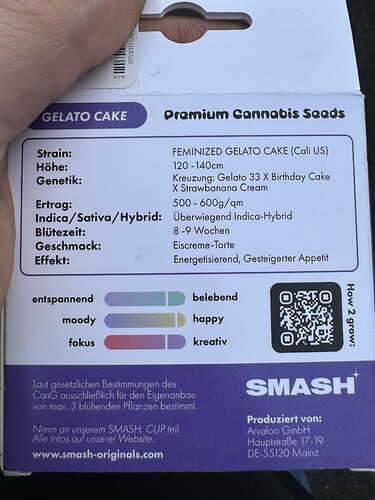 smash
GELATO CAKE
Premium Cannabis Seeds
Strain: FEMINIZED GELATO CAKE (Cali US)
Höhe: 120 -140cm
Genetik: Kreuzung: Gelato 33 X Birthday Cake
X Strawbanana Cream
Ertrag: 500 - 600g/qm
Indica/Sativa/Hybrid: Überwiegend Indica-Hybrid
Blütezeit: 8 -9 Wochen
Geschmack: Eiscreme-Torte
Effekt: Energetisierend, Gesteigerter Appetit
entspannend belebend
moody happy
fokus kreativ
How 2 grow:
Laut gesetzlichen Bestimmungen des
CanG ausschließlich für den Eigenanbau
von max. 3 blühenden Pflanzen bestimmt.
Nimm an unserem SMASH. CUP teil.
Alle Infos auf unserer Website.
www.smash-originals.com
SMASH
Produziert von:
Arvaloo GmbH
Hauptstraße 17-19
DE-55120 Mainz